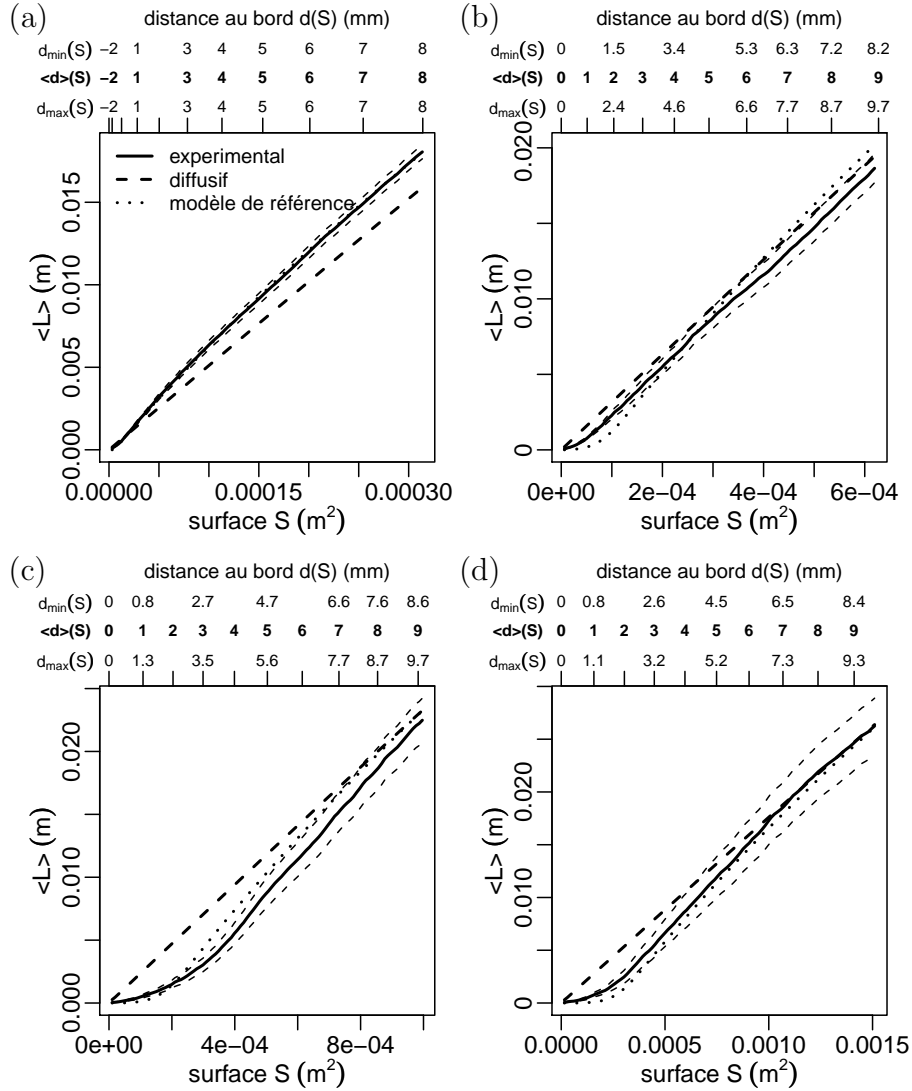 (a)
distance au bord d(S) (mm)
dmin(S) −2 1 3 4 5 6 7 8
<d>(S) −2 1 3 4 5 6 7 8
dmax(S) −2 1 3 4 5 6 7 8
experimental
diffusif
modèle de référence
<L> (m)
0.000 0.005 0.010 0.015
0.00000 0.00015 0.00030
surface S (m²)
(b)
distance au bord d(S) (mm)
dmin(S) 0 1.5 3.4 5.3 6.3 7.2 8.2
<d>(S) 0 1 2 3 4 5 6 7 8 9
dmax(S) 0 2.4 4.6 6.6 7.7 8.7 9.7
<L> (m)
0 0.010 0.020
0e+00 2e−04 4e−04 6e−04
surface S (m²)
(c)
distance au bord d(S) (mm)
dmin(S) 0 0.8 2.7 4.7 6.6 7.6 8.6
<d>(S) 0 1 2 3 4 5 6 7 8 9
dmax(S) 0 1.3 3.5 5.6 7.7 8.7 9.7
<L> (m)
0.000 0.010 0.020
0e+00 4e−04 8e−04
surface S (m²)
(d)
distance au bord d(S) (mm)
dmin(S) 0 0.8 2.6 4.5 6.5 8.4
<d>(S) 0 1 2 3 4 5 6 7 8 9
dmax(S) 0 1.1 3.2 5.2 7.3 9.3
<L> (m)
0 0.010 0.020
0.0000 0.0005 0.0010 0.0015
surface S (m²)